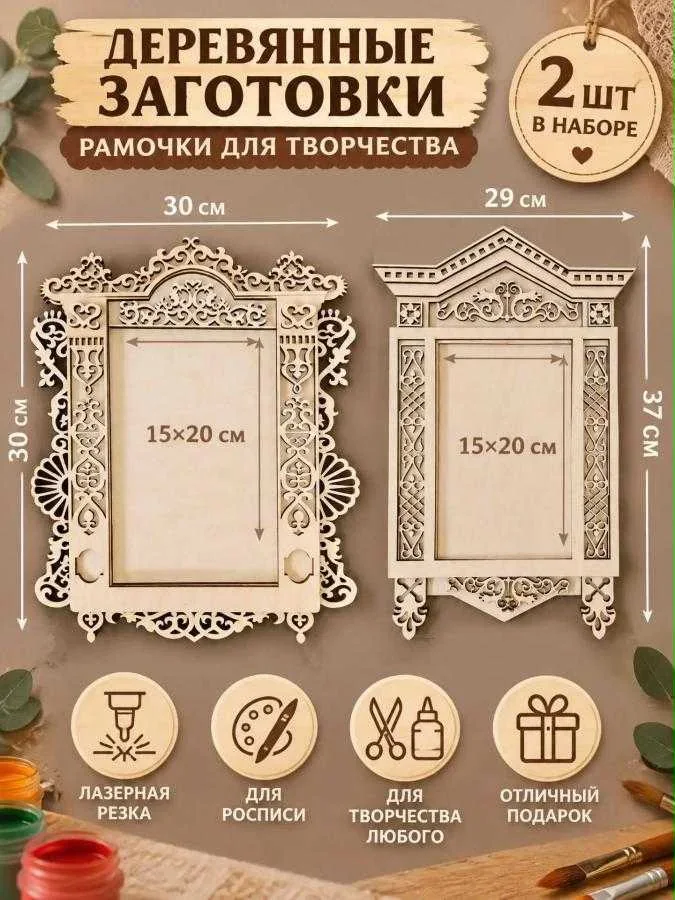 ДЕРЕВЯННЫЕ
ЗАГОТОВКИ
РАМОЧКИ ДЛЯ ТВОРЧЕСТВА
2 ШТ
В НАБОРЕ
30 см
29 см
30 см
15×20 см
15×20 см
37 см
ЛАЗЕРНАЯ
РЕЗКА
ДЛЯ
РОСПИСИ
ДЛЯ
ТВОРЧЕСТВА
ЛЮБОГО
ОТЛИЧНЫЙ
ПОДАРОК